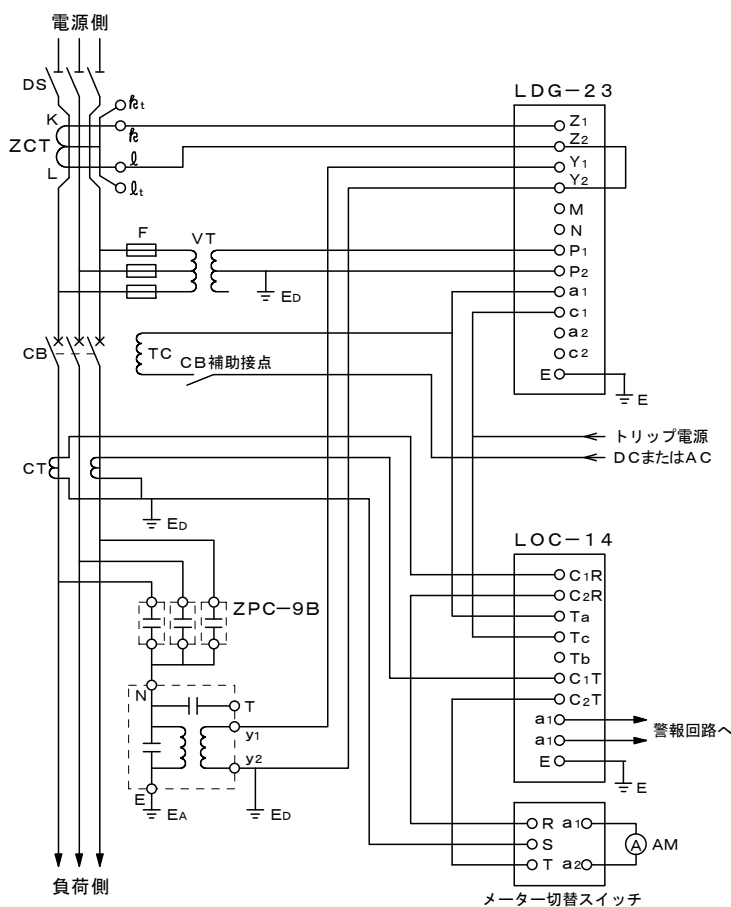 電源側
DS
K
ZCT
L
kt
k
l
lt
F
VT
ED
CB
TC
CB補助接点
CT
ED
ZPC-9B
N
T
y1
y2
E
EA
ED
負荷側
LDG-23
Z1
Z2
Y1
Y2
M
N
P1
P2
a1
c1
a2
c2
E
E
トリップ電源
DCまたはAC
LOC-14
C1R
C2R
Ta
Tc
Tb
C1T
C2T
a1
a1
警報回路へ
E
E
R a1
S
T a2
A AM
メーター切替スイッチ